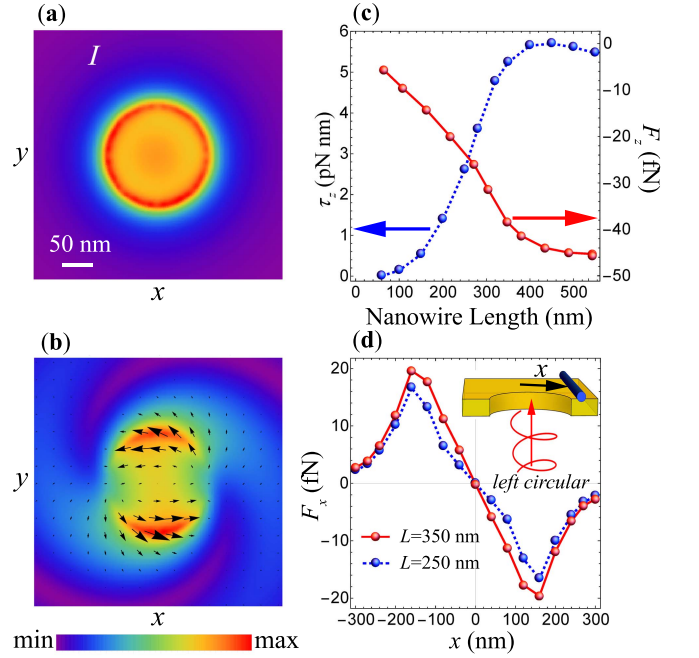 (a)
I
y
50 nm
x
(b)
y
x
min max
(c)
τz (pN nm)
6
5
4
3
2
1
0
0 100 200 300 400 500
Nanowire Length (nm)
0
-10
-20
-30
-40
-50
Fz (fN)
(d)
Fx (fN)
20
10
0
-10
-20
x
left circular
L=350 nm
L=250 nm
-300 -200 -100 0 100 200 300
x (nm)